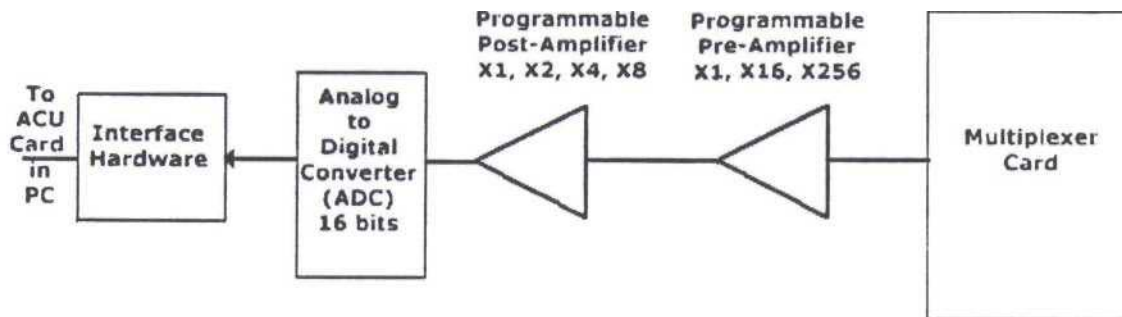 To
ACU
Card
in
PC
Interface
Hardware
Analog
to
Digital
Converter
(ADC)
16 bits
Programmable
Post-Amplifier
X1, X2, X4, X8
Programmable
Pre-Amplifier
X1, X16, X256
Multiplexer
Card